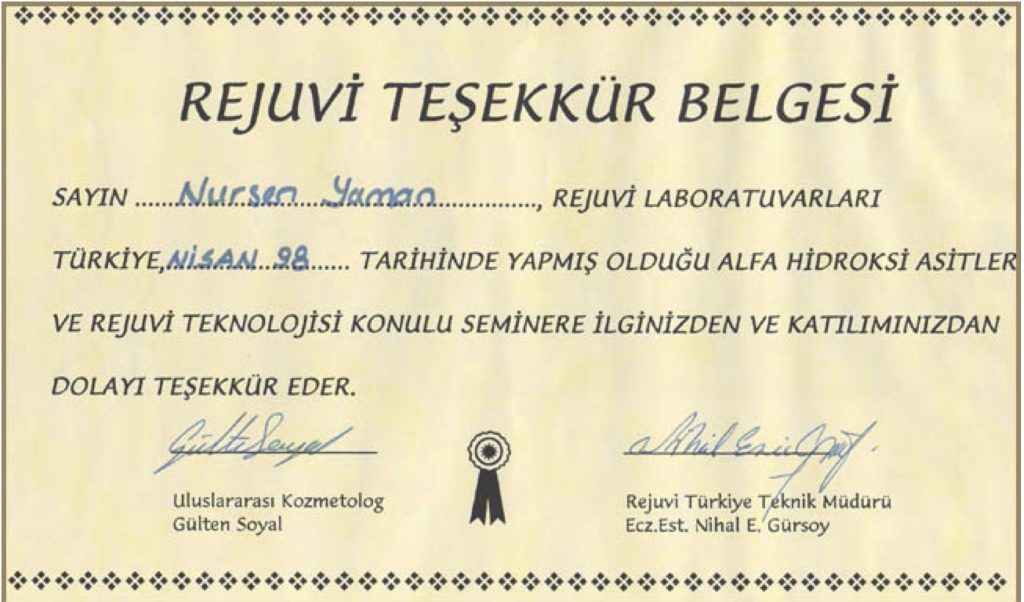 REJUVİ TEŞEKKÜR BELGESİ
SAYIN ......Nursen Yaman................, REJUVİ LABORATUVARLARI
TÜRKİYE,NİSAN 98...... TARİHİNDE YAPMIŞ OLDUĞU ALFA HİDROKSİ ASİTLER
VE REJUVİ TEKNOLOJİSİ KONULU SEMİNERE İLGİNİZDEN VE KATILIMINIZDAN
DOLAYI TEŞEKKÜR EDER.
Uluslararası Kozmetolog
Gülten Soyal
Rejuvi Türkiye Teknik Müdürü
Ecz.Est. Nihal E. Gürsoy